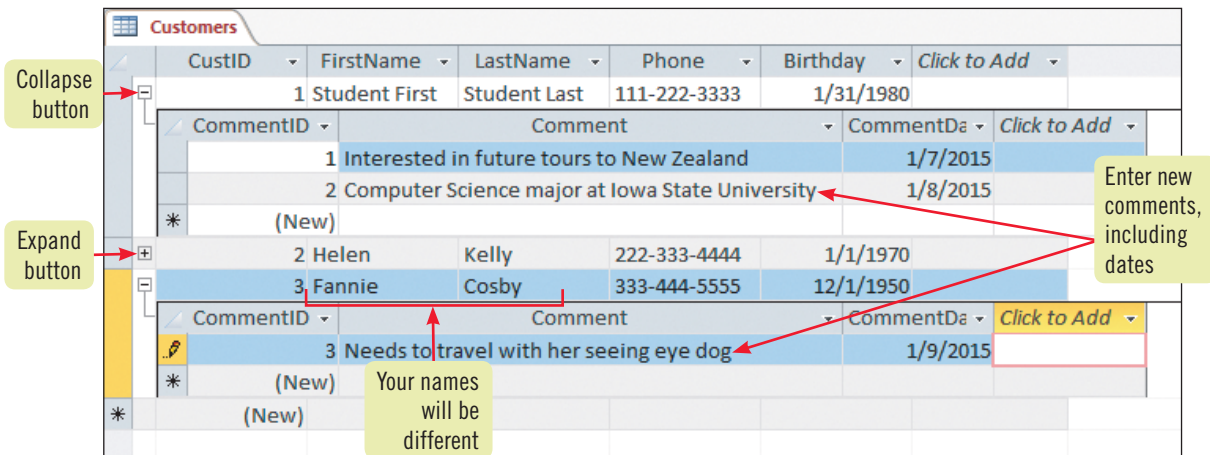 Customers
CustID FirstName LastName Phone Birthday Click to Add
Collapse
button
1 Student First Student Last 111-222-3333 1/31/1980
CommentID Comment CommentDa Click to Add
1 Interested in future tours to New Zealand 1/7/2015
2 Computer Science major at Iowa State University 1/8/2015
Enter new
comments,
including
dates
(New)
Expand
button
2 Helen Kelly 222-333-4444 1/1/1970
3 Fannie Cosby 333-444-5555 12/1/1950
CommentID Comment CommentDa Click to Add
3 Needs to travel with her seeing eye dog 1/9/2015
(New)
Your names
will be
different
(New)